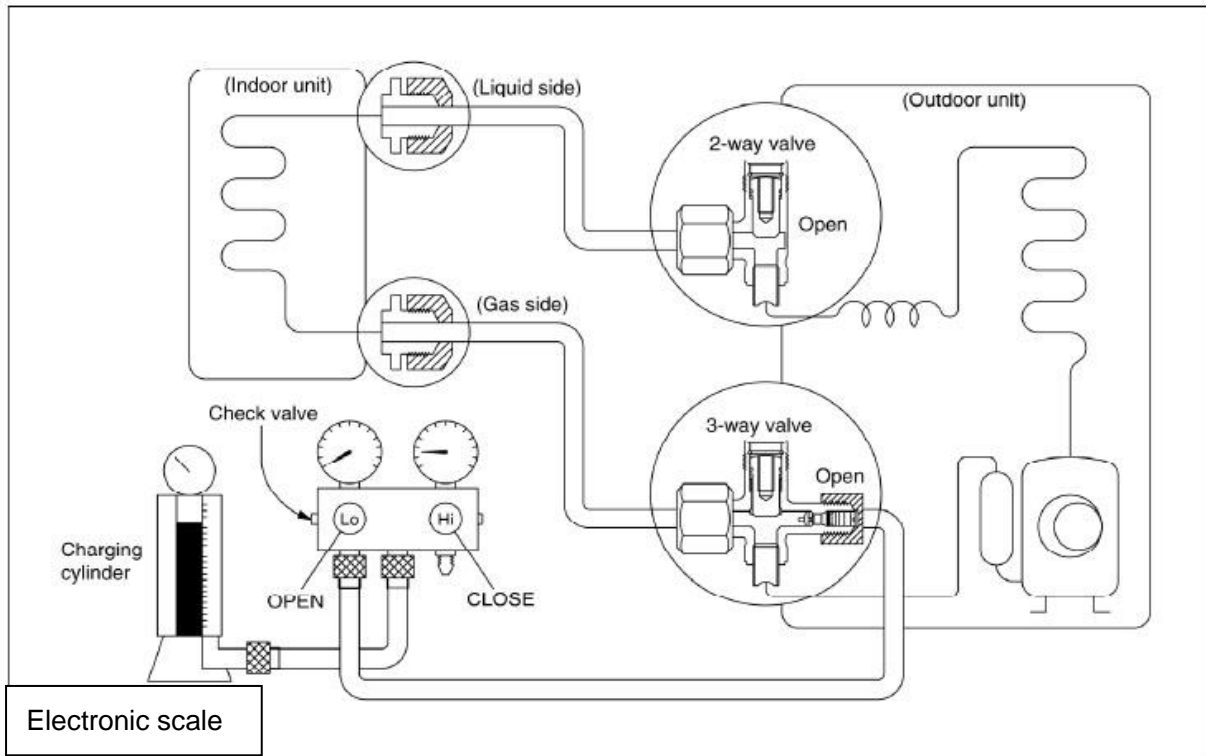 (Indoor unit)
(Liquid side)
(Outdoor unit)
2-way valve
Open
(Gas side)
3-way valve
Open
Check valve
Lo
Hi
Charging
cylinder
OPEN
CLOSE
Electronic scale